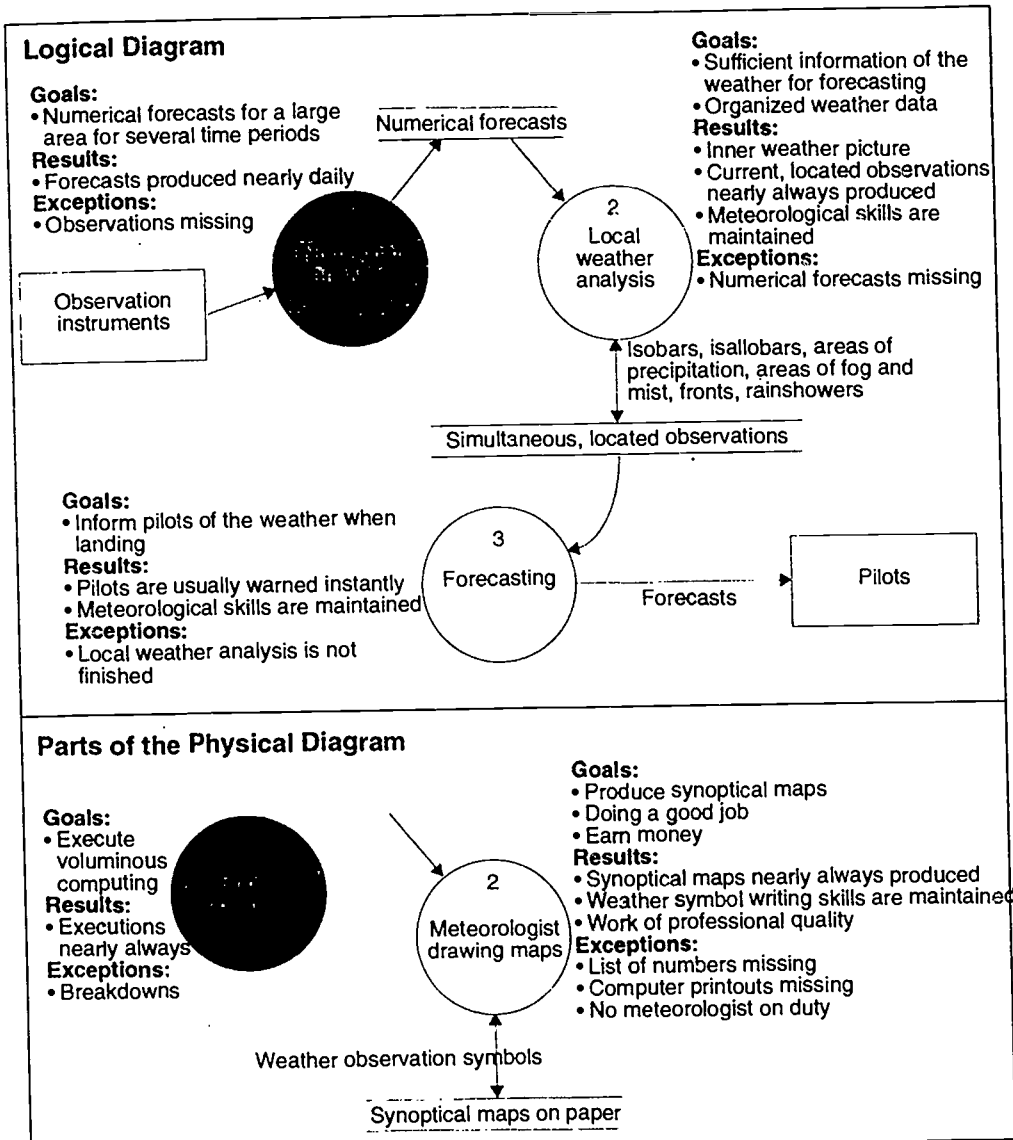 Logical Diagram
Goals:
• Numerical forecasts for a large
area for several time periods
Results:
• Forecasts produced nearly daily
Exceptions:
• Observations missing
Numerical forecasts
Goals:
• Sufficient information of the
weather for forecasting
• Organized weather data
Results:
• Inner weather picture
• Current, located observations
nearly always produced
• Meteorological skills are
maintained
Exceptions:
• Numerical forecasts missing
2
Local
weather
analysis
Observation
instruments
Isobars, isallobars, areas of
precipitation, areas of fog and
mist, fronts, rainshowers
Simultaneous, located observations
Goals:
• Inform pilots of the weather when
landing
Results:
• Pilots are usually warned instantly
• Meteorological skills are maintained
Exceptions:
• Local weather analysis is not
finished
3
Forecasting
Forecasts
Pilots
Parts of the Physical Diagram
Goals:
• Execute
voluminous
computing
Results:
• Executions
nearly always
Exceptions:
• Breakdowns
2
Meteorologist
drawing maps
Goals:
• Produce synoptical maps
• Doing a good job
• Earn money
Results:
• Synoptical maps nearly always produced
• Weather symbol writing skills are maintained
• Work of professional quality
Exceptions:
• List of numbers missing
• Computer printouts missing
• No meteorologist on duty
Weather observation symbols
Synoptical maps on paper